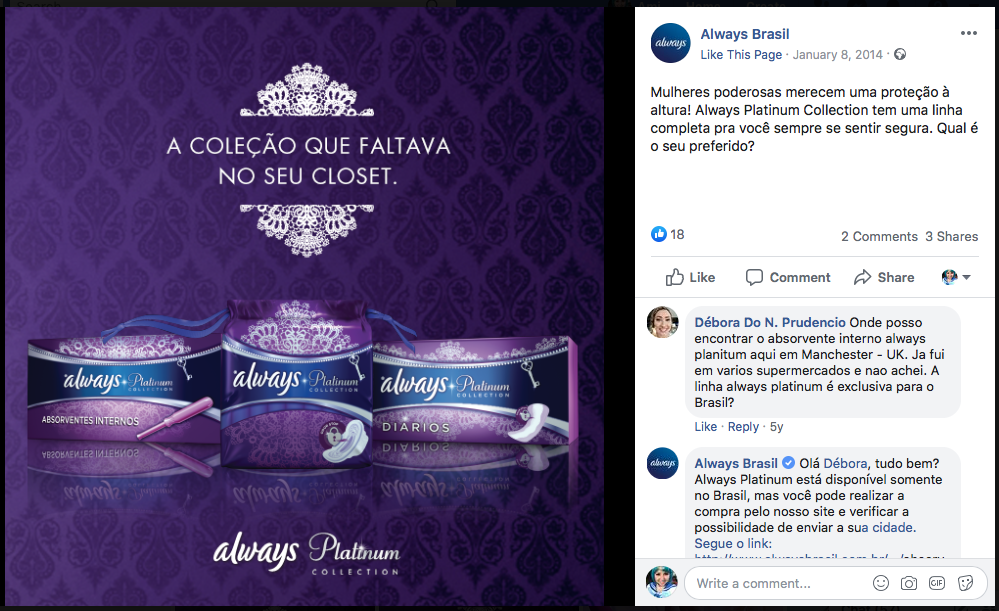 A COLEÇÃO QUE FALTAVA
NO SEU CLOSET.
always Platinum
COLLECTION
ABSORVENTES INTERNOS
always Platinum
COLLECTION
always Platinum
COLLECTION
DIÁRIOS
always Platinum
COLLECTION
always
Always Brasil
Like This Page · January 8, 2014 ·
Mulheres poderosas merecem uma proteção à
altura! Always Platinum Collection tem uma linha
completa pra você sempre se sentir segura. Qual é
o seu preferido?
18
2 Comments 3 Shares
Like Comment Share
Débora Do N. Prudencio Onde posso
encontrar o absorvente interno always
planitum aqui em Manchester - UK. Ja fui
em varios supermercados e nao achei. A
linha always platinum é exclusiva para o
Brasil?
Like · Reply · 5y
always
Always Brasil Olá Débora, tudo bem?
Always Platinum está disponível somente
no Brasil, mas você pode realizar a
compra pelo nosso site e verificar a
possibilidade de enviar a sua cidade.
Segue o link:
Write a comment...
GIF